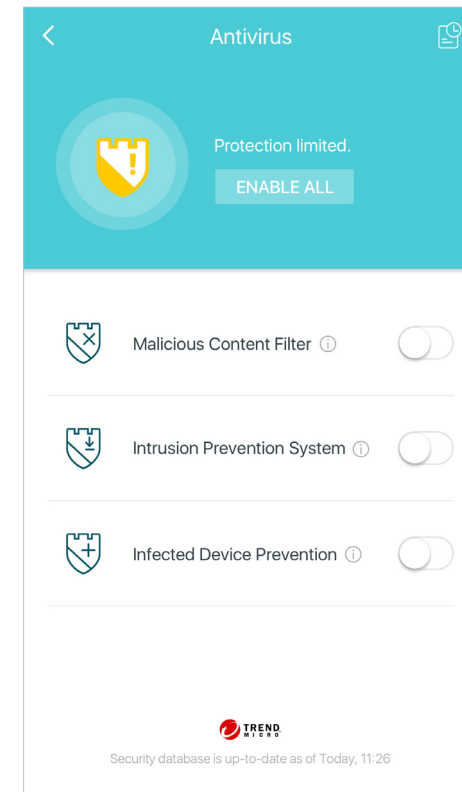 Antivirus
Protection limited.
ENABLE ALL
Malicious Content Filter
Intrusion Prevention System
Infected Device Prevention
TREND
MICRO
Security database is up-to-date as of Today, 11:26